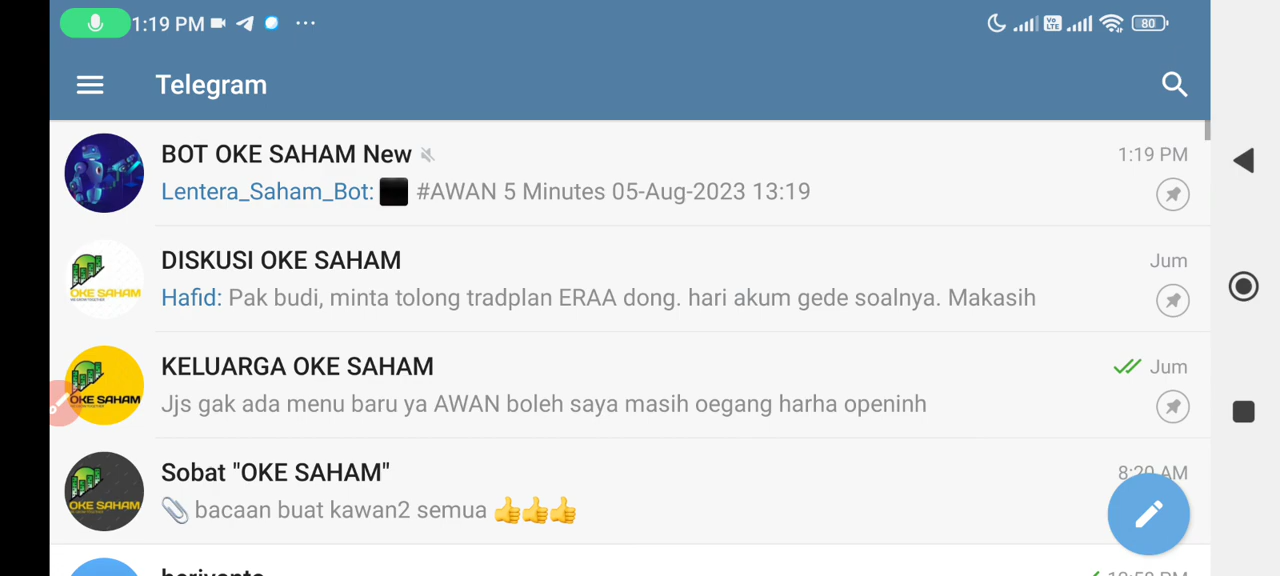 1:19 PM
80
Telegram
BOT OKE SAHAM New
1:19 PM
Lentera_Saham_Bot: #AWAN 5 Minutes 05-Aug-2023 13:19
DISKUSI OKE SAHAM
Jum
Hafid: Pak budi, minta tolong tradplan ERAA dong. hari akum gede soalnya. Makasih
OKE SAHAM
KELUARGA OKE SAHAM
Jum
Jjs gak ada menu baru ya AWAN boleh saya masih oegang harha openinh
OKE SAHAM
Sobat "OKE SAHAM"
8:20 AM
📎 bacaan buat kawan2 semua 👍👍👍
OKE SAHAM